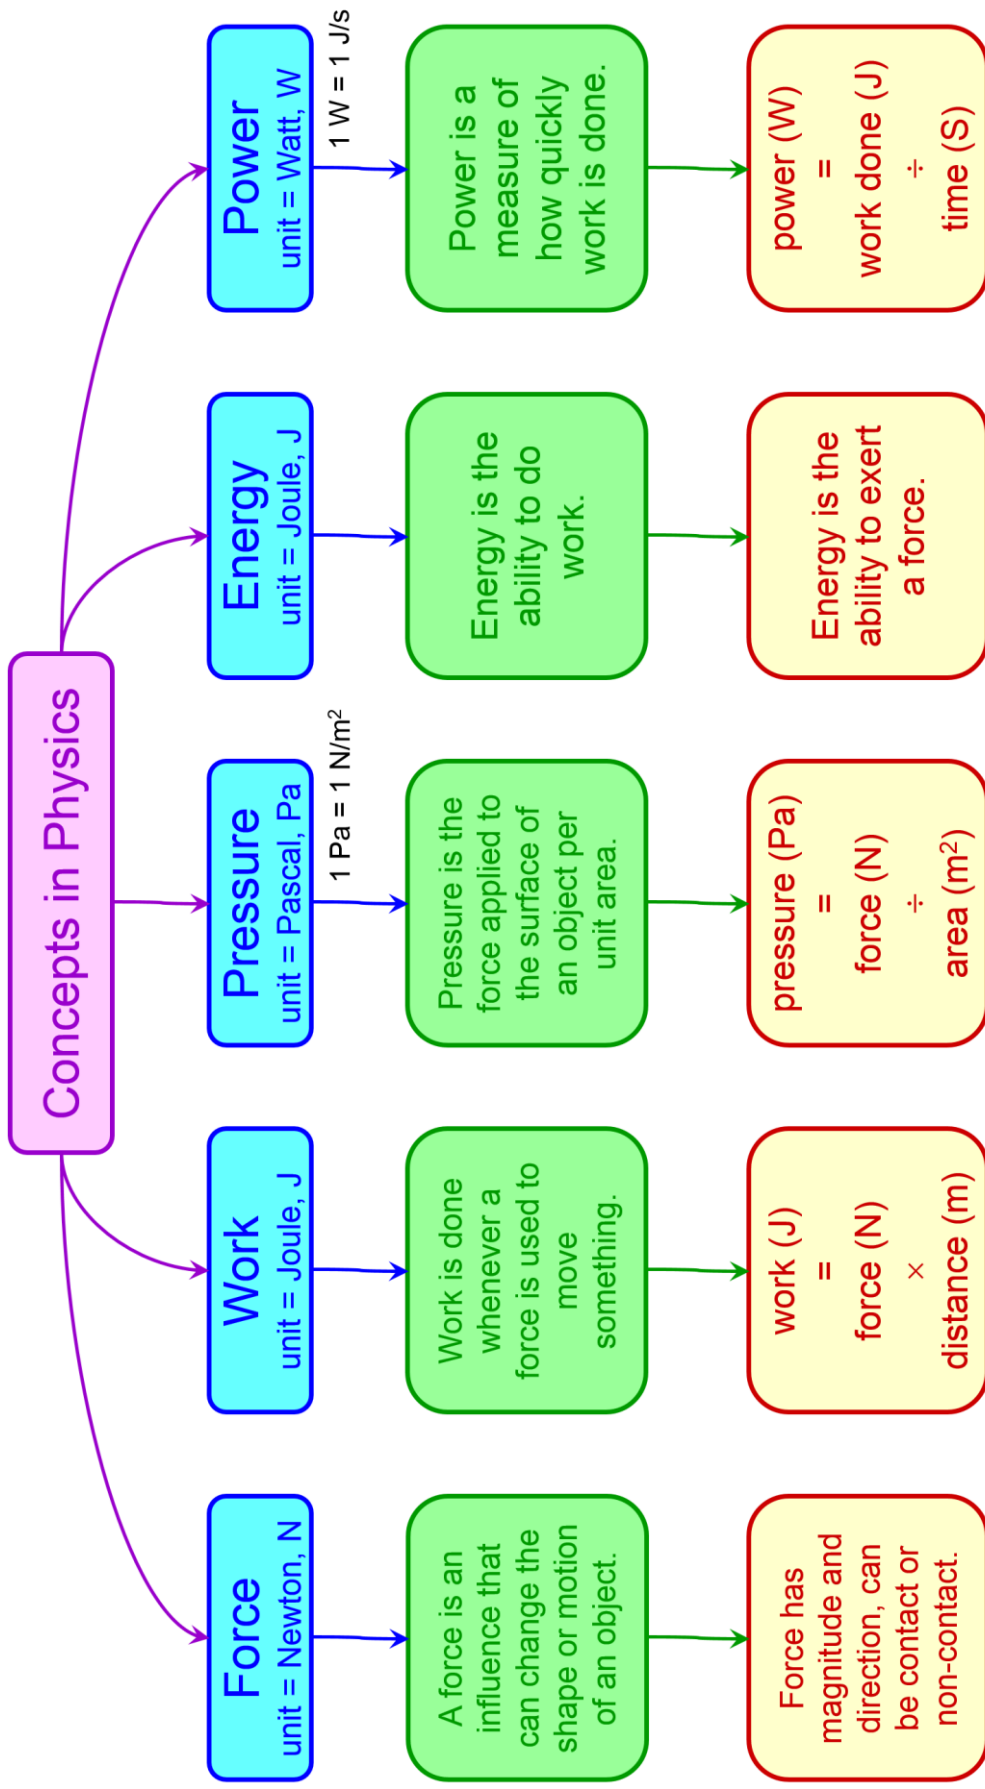 Concepts in Physics
Force
unit = Newton, N
Work
unit = Joule, J
Pressure
unit = Pascal, Pa
Energy
unit = Joule, J
Power
unit = Watt, W
1 Pa = 1 N/m²
1 W = 1 J/s
A force is an
influence that
can change the
shape or motion
of an object.
Work is done
whenever a
force is used to
move
something.
Pressure is the
force applied to
the surface of
an object per
unit area.
Energy is the
ability to do
work.
Power is a
measure of
how quickly
work is done.
Force has
magnitude and
direction, can
be contact or
non-contact.
work (J)
=
force (N)
×
distance (m)
pressure (Pa)
=
force (N)
÷
area (m²)
Energy is the
ability to exert
a force.
power (W)
=
work done (J)
÷
time (S)